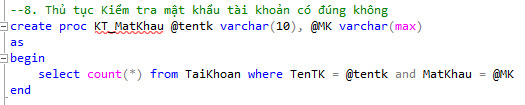 --8. Thủ tục Kiểm tra mật khẩu tài khoản có đúng không
create proc KT_MatKhau @tentk varchar(10), @MK varchar(max)
as
begin
select count(*) from TaiKhoan where TenTK = @tentk and MatKhau = @MK
end